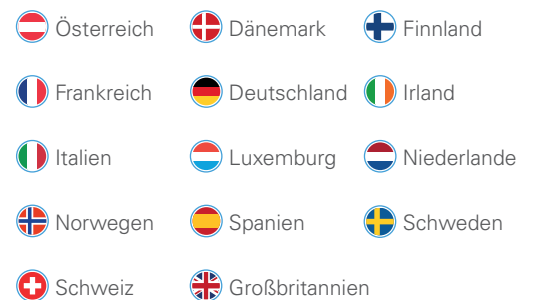 Österreich Dänemark Finnland
Frankreich Deutschland Irland
Italien Luxemburg Niederlande
Norwegen Spanien Schweden
Schweiz Großbritannien